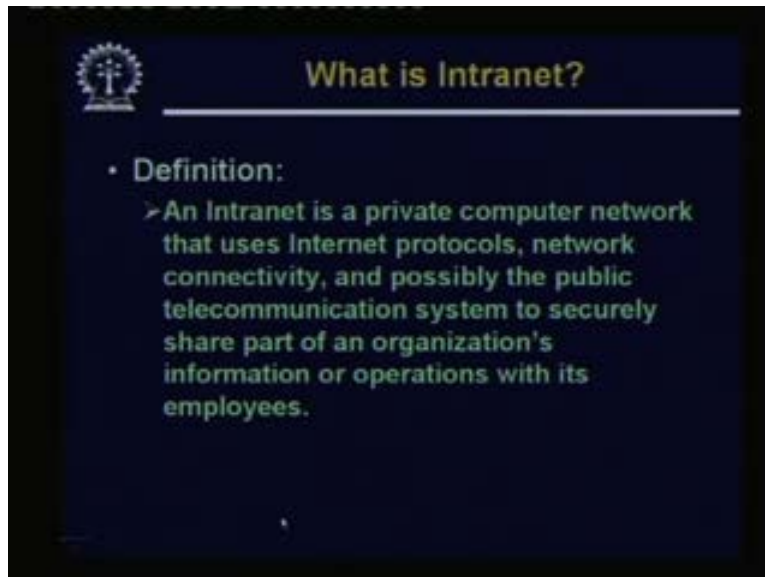 What is Intranet?
• Definition:
➢An Intranet is a private computer network
that uses Internet protocols, network
connectivity, and possibly the public
telecommunication system to securely
share part of an organization's
information or operations with its
employees.